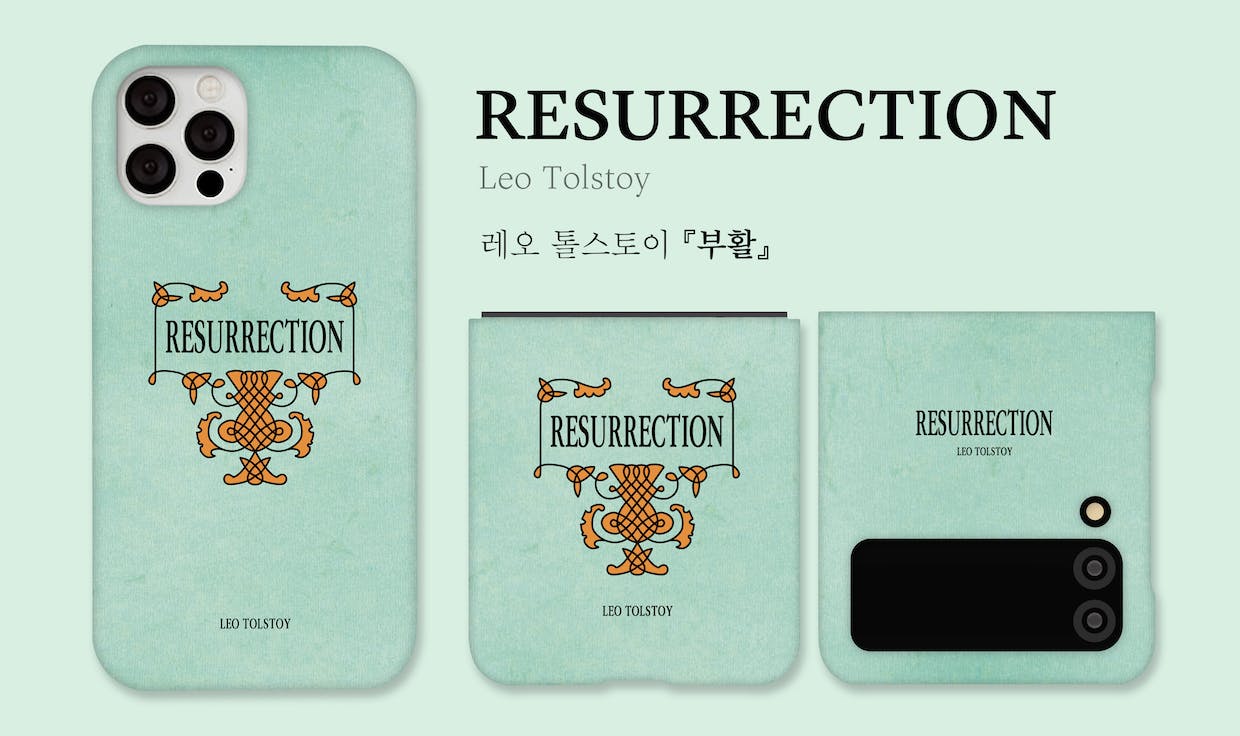 RESURRECTION
Leo Tolstoy
레오 톨스토이 『부활』
RESURRECTION
LEO TOLSTOY
RESURRECTION
LEO TOLSTOY
RESURRECTION
LEO TOLSTOY